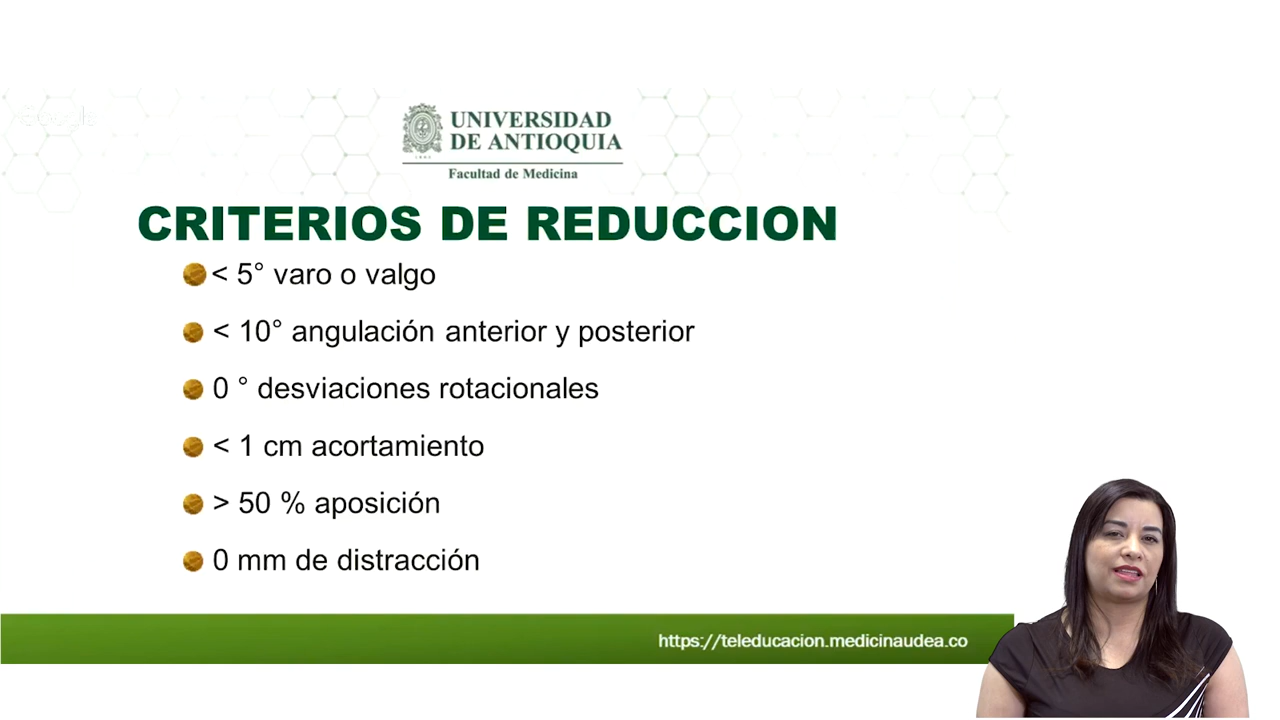 UNIVERSIDAD
DE ANTIOQUIA
1803
Facultad de Medicina
CRITERIOS DE REDUCCION
< 5° varo o valgo
< 10° angulación anterior y posterior
0 ° desviaciones rotacionales
< 1 cm acortamiento
> 50 % aposición
0 mm de distracción
https://teleducacion.medicinaudea.co